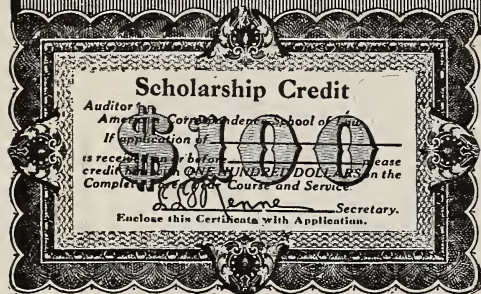 Scholarship Credit
Auditor
American Correspondence School of Law
If application of
is received on or before please
credit him with ONE HUNDRED DOLLARS on the
Complete Course and Service.
$100
Secretary.
Enclose this Certificate with Application.